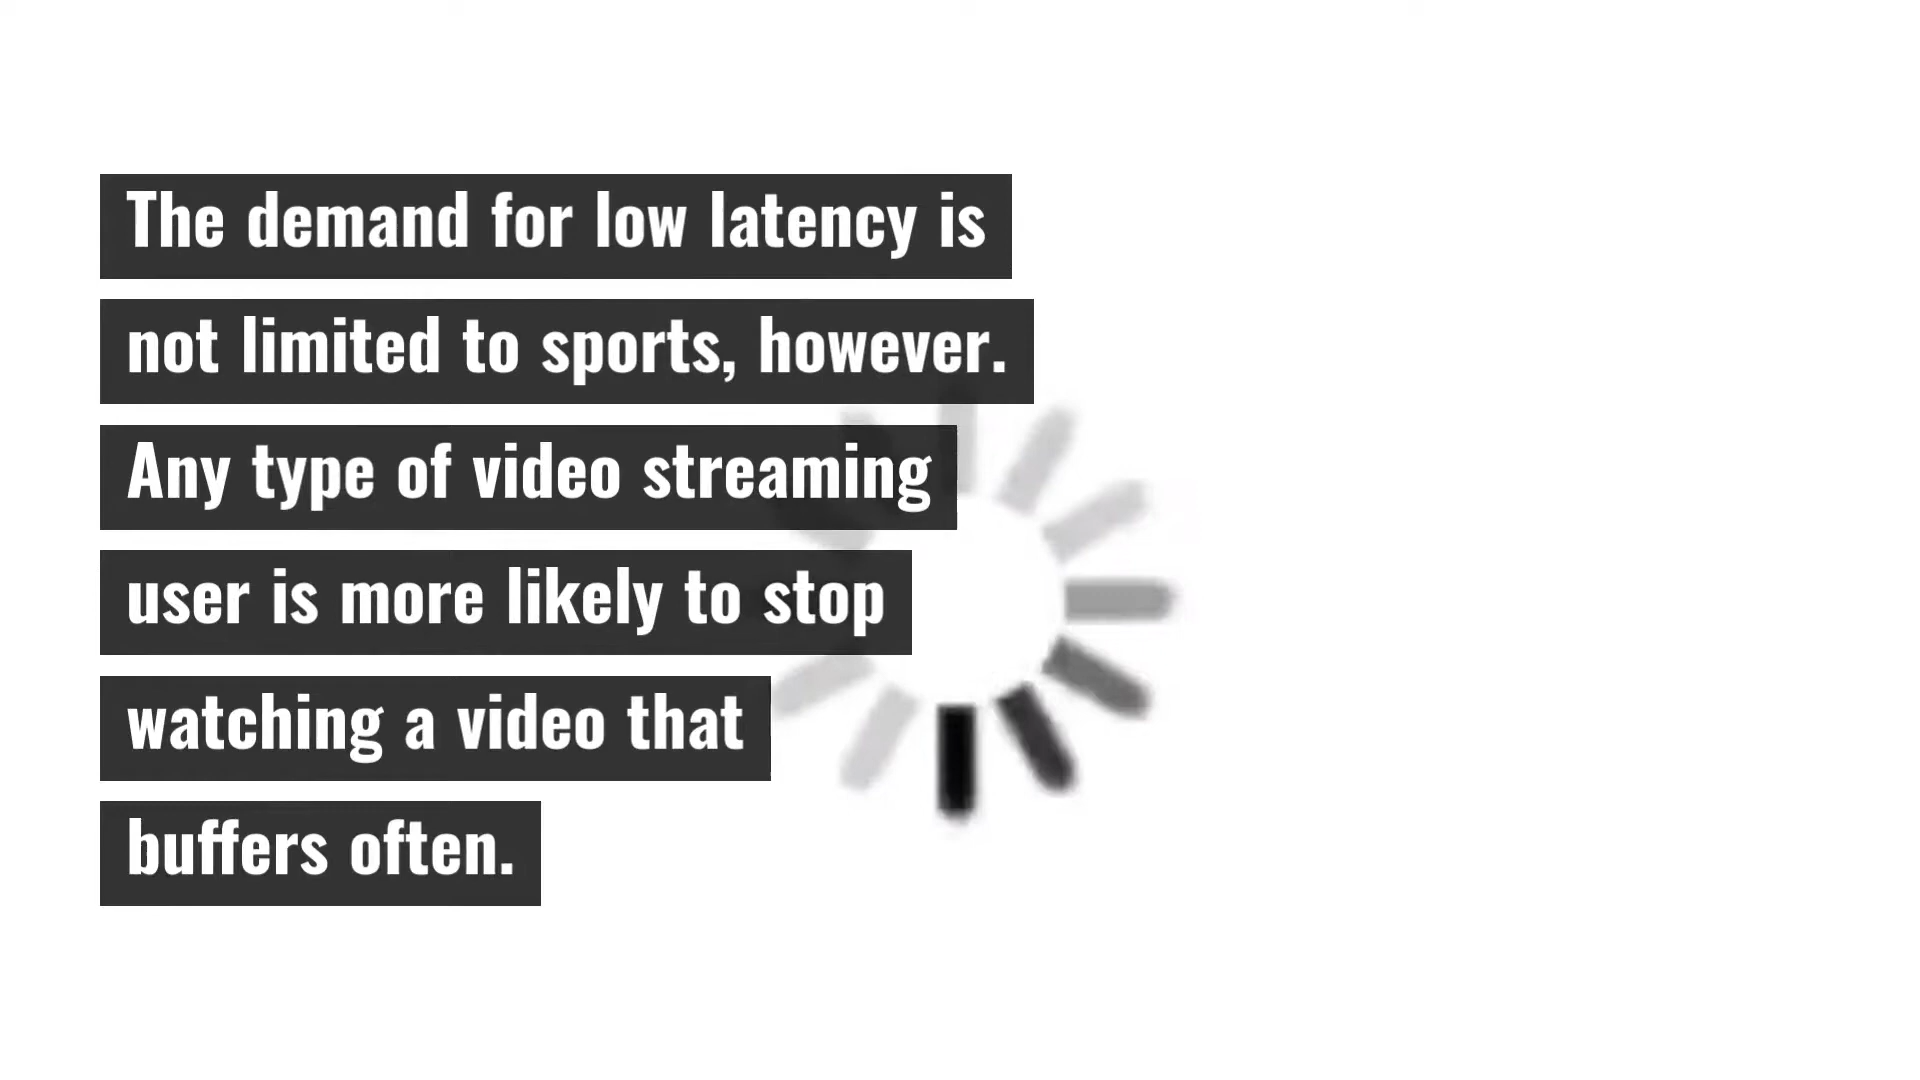 The demand for low latency is
not limited to sports, however.
Any type of video streaming
user is more likely to stop
watching a video that
buffers often.